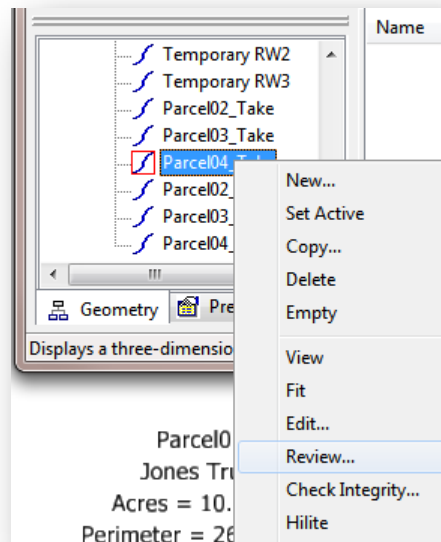 Name
Temporary RW2
Temporary RW3
Parcel02_Take
Parcel03_Take
Parcel04_Take
Parcel02_
Parcel03_
Parcel04_
Geometry Pre
Displays a three-dimensio
New...
Set Active
Copy...
Delete
Empty
View
Fit
Edit...
Review...
Check Integrity...
Hilite
Parcel0
Jones Tru
Acres = 10.
Perimeter = 26